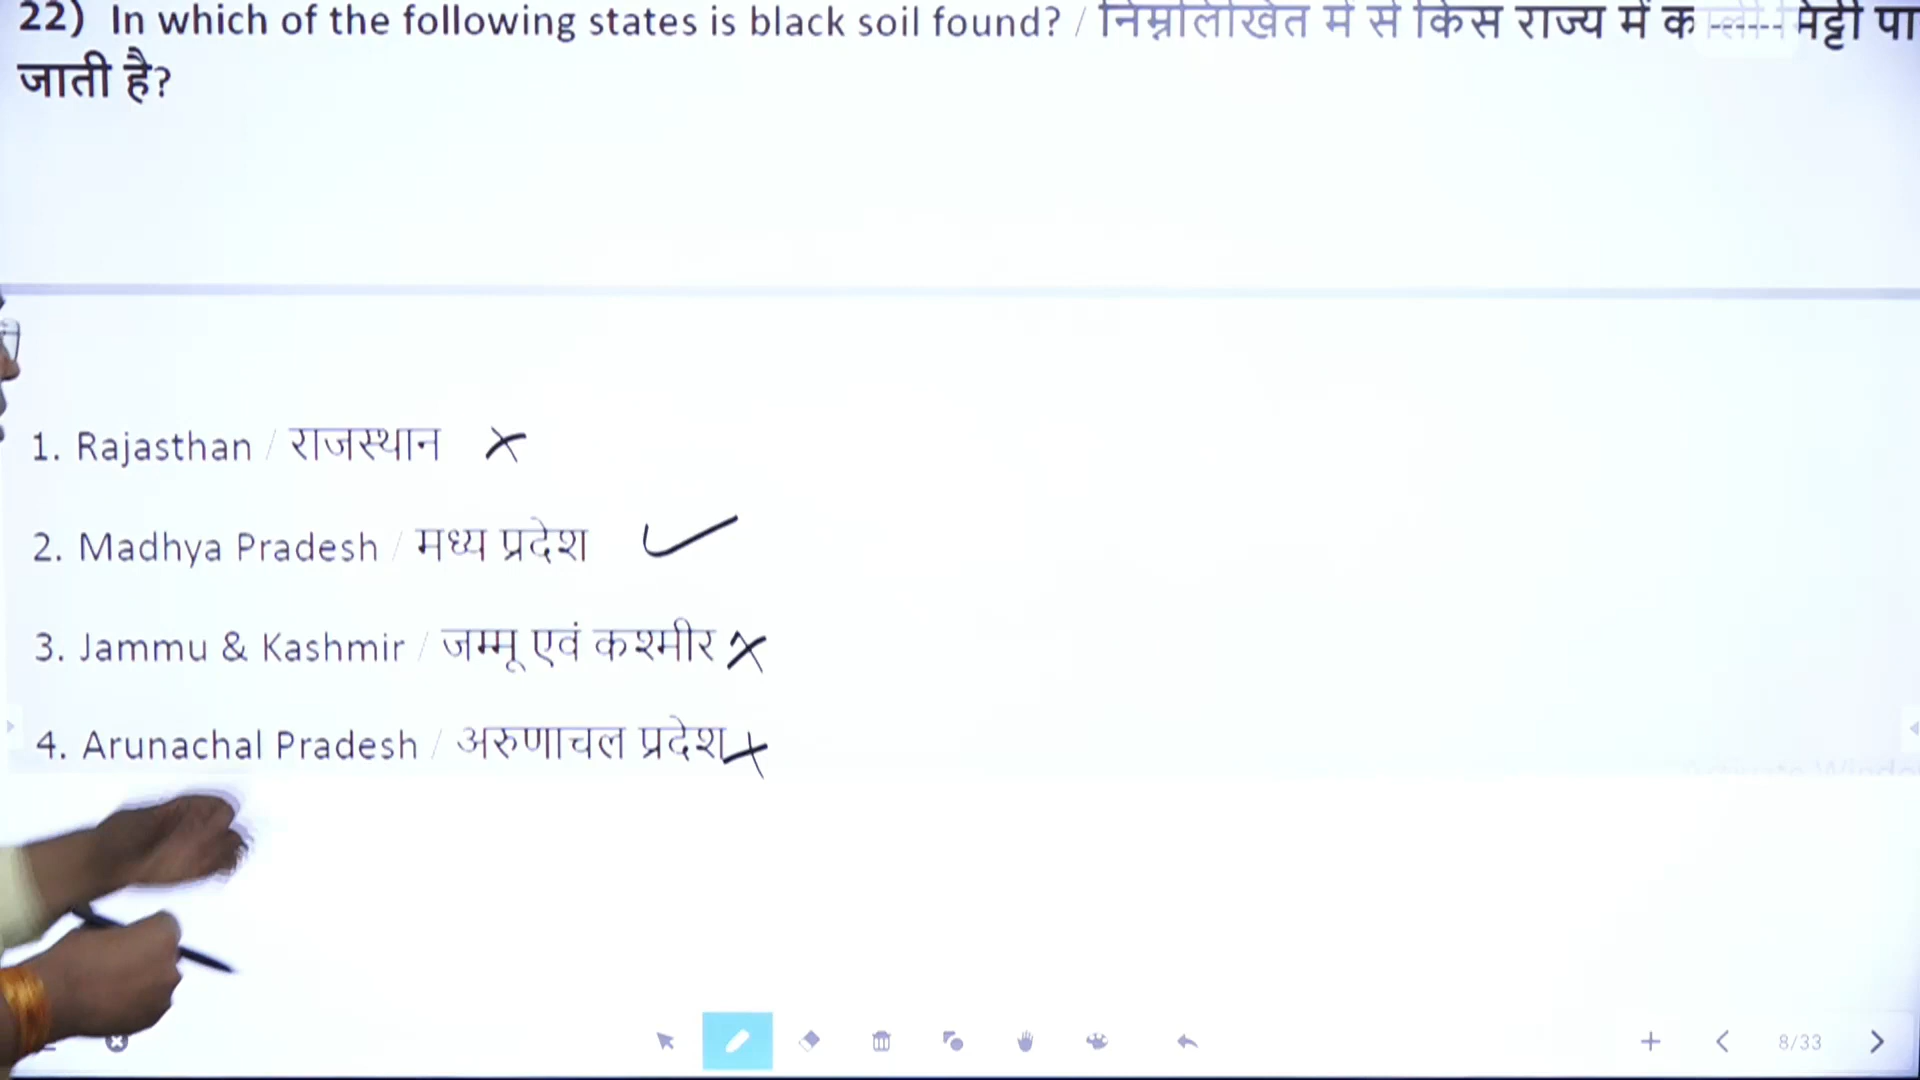 22) In which of the following states is black soil found? / निम्नलिखित में से किस राज्य में मिट्टी पा
जाती है?
1. Rajasthan / राजस्थान
2. Madhya Pradesh / मध्य प्रदेश
3. Jammu & Kashmir / जम्मू एवं कश्मीर
4. Arunachal Pradesh / अरुणाचल प्रदेश
8/33